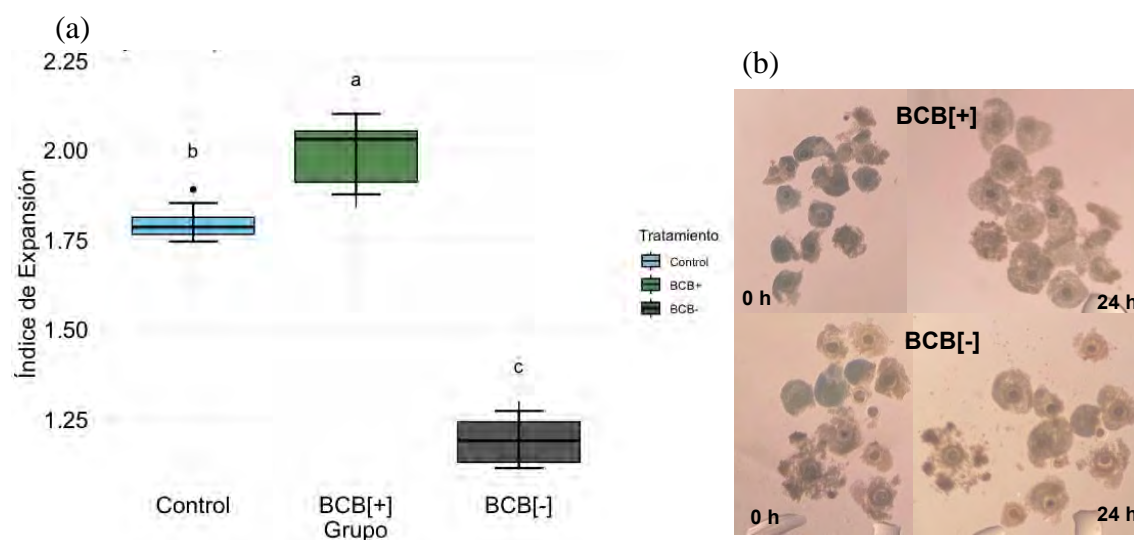 (a)
2.25
2.00
1.75
1.50
1.25
Índice de Expansión
b
a
c
Control
BCB[+]
BCB[-]
Grupo
Tratamiento
Control
BCB+
BCB-
(b)
BCB[+]
0 h
24 h
BCB[-]
0 h
24 h